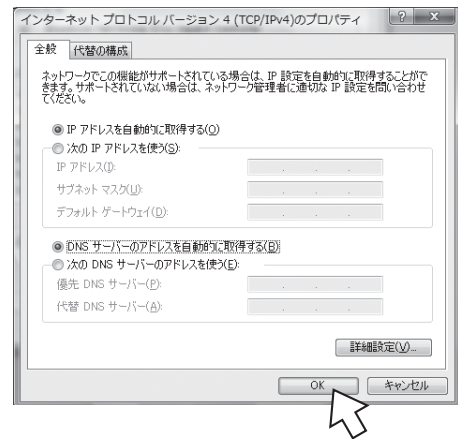 インターネット プロトコル バージョン 4 (TCP/IPv4)のプロパティ
全般 代替の構成
ネットワークでこの機能がサポートされている場合は、IP 設定を自動的に取得することがで
きます。サポートされていない場合は、ネットワーク管理者に適切な IP 設定を問い合わせ
てください。
IP アドレスを自動的に取得する(O)
次の IP アドレスを使う(S):
IP アドレス(I):
サブネット マスク(U):
デフォルト ゲートウェイ(D):
DNS サーバーのアドレスを自動的に取得する(B)
次の DNS サーバーのアドレスを使う(E):
優先 DNS サーバー(P):
代替 DNS サーバー(A):
詳細設定(V)...
OK キャンセル